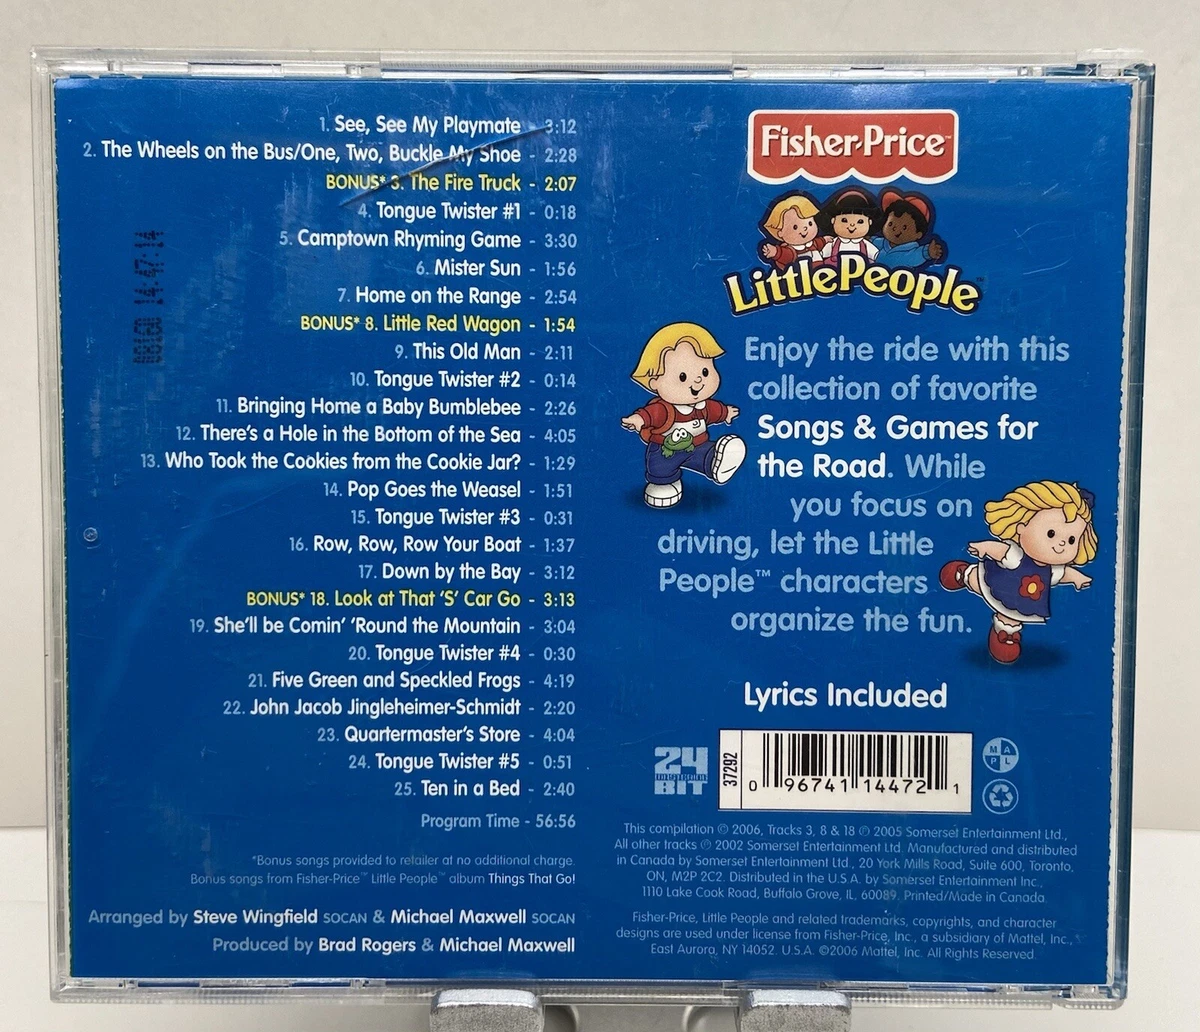 1. See, See My Playmate - 3:12
2. The Wheels on the Bus/One, Two, Buckle My Shoe - 2:28
BONUS* 3. The Fire Truck - 2:07
4. Tongue Twister #1 - 0:18
5. Camptown Rhyming Game - 3:30
6. Mister Sun - 1:56
7. Home on the Range - 2:54
BONUS* 8. Little Red Wagon - 1:54
9. This Old Man - 2:11
10. Tongue Twister #2 - 0:14
11. Bringing Home a Baby Bumblebee - 2:26
12. There's a Hole in the Bottom of the Sea - 4:05
13. Who Took the Cookies from the Cookie Jar? - 1:29
14. Pop Goes the Weasel - 1:51
15. Tongue Twister #3 - 0:31
16. Row, Row, Row Your Boat - 1:37
17. Down by the Bay - 3:12
BONUS* 18. Look at That 'S' Car Go - 3:13
19. She'll be Comin' 'Round the Mountain - 3:04
20. Tongue Twister #4 - 0:30
21. Five Green and Speckled Frogs - 4:19
22. John Jacob Jingleheimer-Schmidt - 2:20
23. Quartermaster's Store - 4:04
24. Tongue Twister #5 - 0:51
25. Ten in a Bed - 2:40
Program Time - 56:56
*Bonus songs provided to retailer at no additional charge.
Bonus songs from Fisher-Price™ Little People™ album Things That Go!
Arranged by Steve Wingfield SOCAN & Michael Maxwell SOCAN
Produced by Brad Rogers & Michael Maxwell
Fisher-Price™
Little People™
Enjoy the ride with this
collection of favorite
Songs & Games for
the Road. While
you focus on
driving, let the Little
People™ characters
organize the fun.
Lyrics Included
24
BIT
37292
0 96741 14472 1
M A P L
This compilation © 2006, Tracks 3, 8 & 18 ℗ 2005 Somerset Entertainment Ltd.,
All other tracks ℗ 2002 Somerset Entertainment Ltd. Manufactured and distributed
in Canada by Somerset Entertainment Ltd., 20 York Mills Road, Suite 600, Toronto,
ON, M2P 2C2. Distributed in the U.S.A. by Somerset Entertainment Inc.,
1110 Lake Cook Road, Buffalo Grove, IL, 60089. Printed/Made in Canada
Fisher-Price, Little People and related trademarks, copyrights, and character
designs are used under license from Fisher-Price, Inc., a subsidiary of Mattel, Inc.,
East Aurora, NY 14052. U.S.A. ©2006 Mattel, Inc. All Rights Reserved.